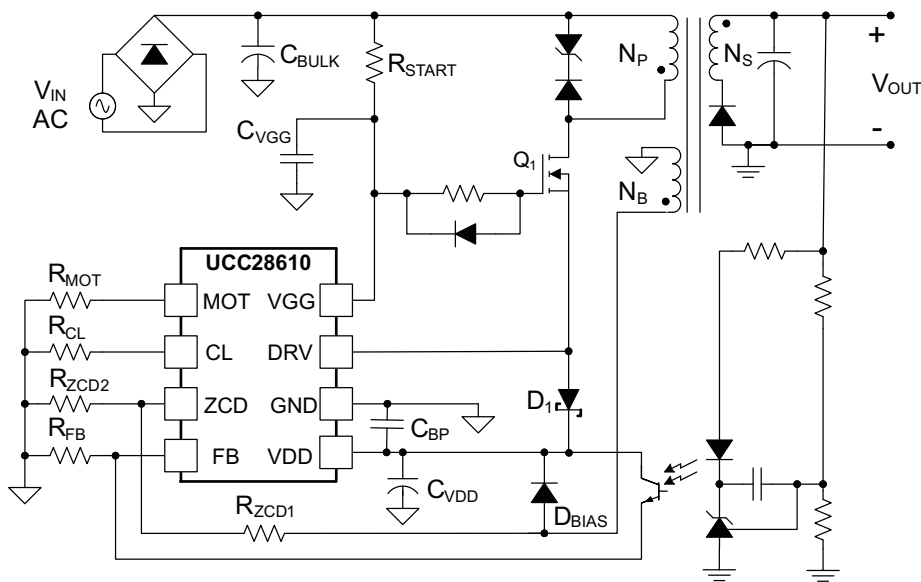 V_IN
AC
C_BULK
R_START
N_P
N_S
+
V_OUT
-
C_VGG
Q_1
N_B
UCC28610
R_MOT
MOT
VGG
R_CL
CL
DRV
R_ZCD2
ZCD
GND
D_1
C_BP
R_FB
FB
VDD
C_VDD
R_ZCD1
D_BIAS